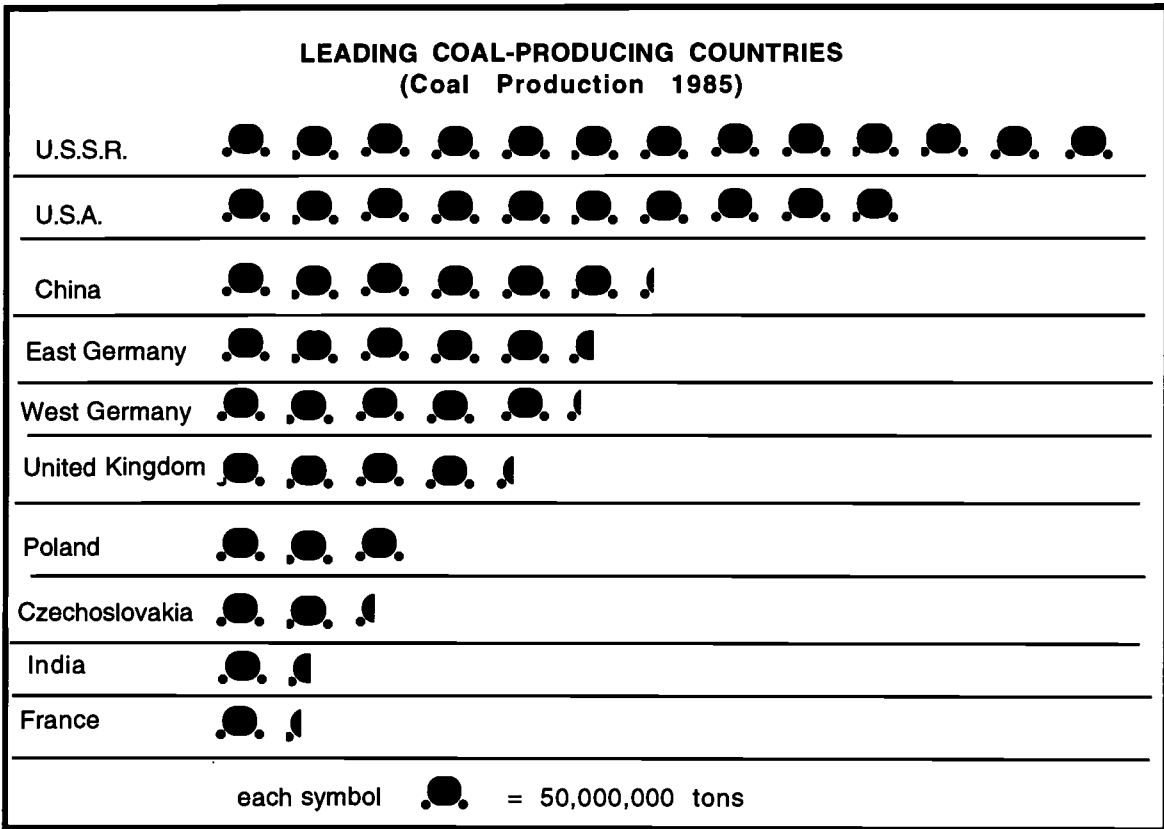 LEADING COAL-PRODUCING COUNTRIES
(Coal Production 1985)
U.S.S.R.
U.S.A.
China
East Germany
West Germany
United Kingdom
Poland
Czechoslovakia
India
France
each symbol = 50,000,000 tons